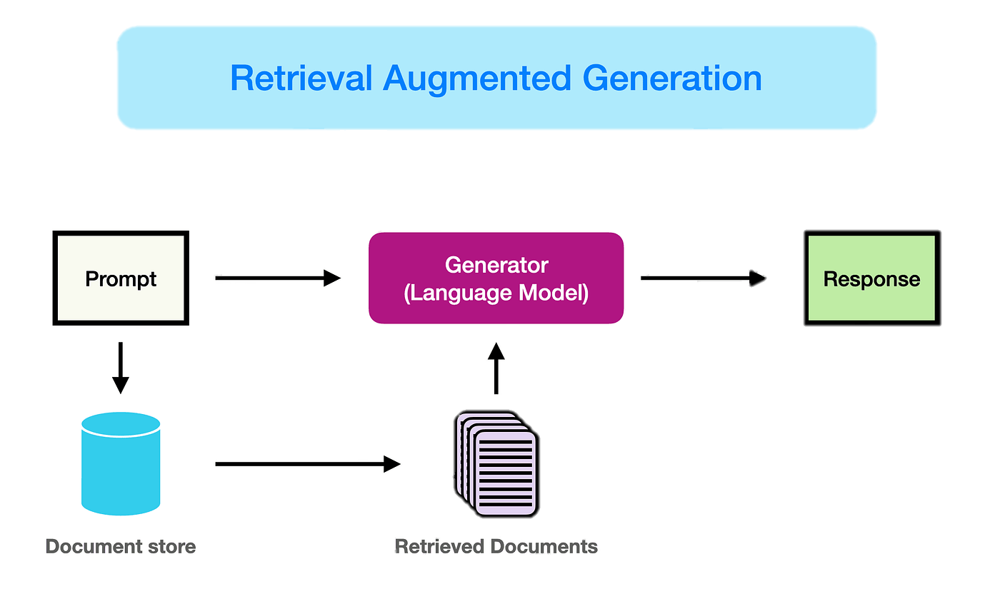 Retrieval Augmented Generation
Prompt
Generator
(Language Model)
Response
Document store
Retrieved Documents